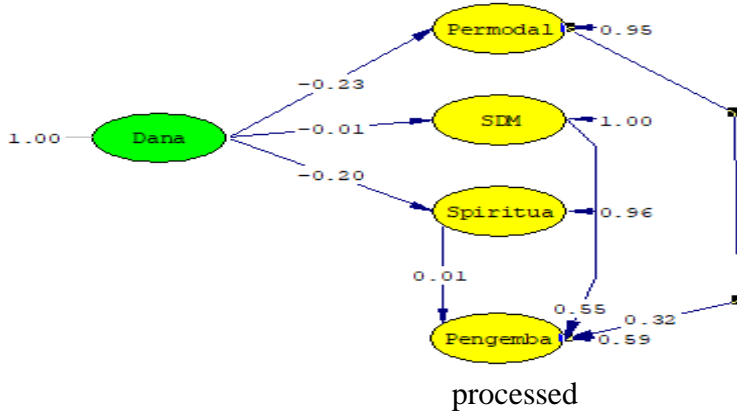 Permodal
0.95
-0.23
SDM
1.00
1.00
Dana
-0.01
-0.20
Spiritua
0.96
0.01
0.55
0.32
Pengemba
0.59
processed